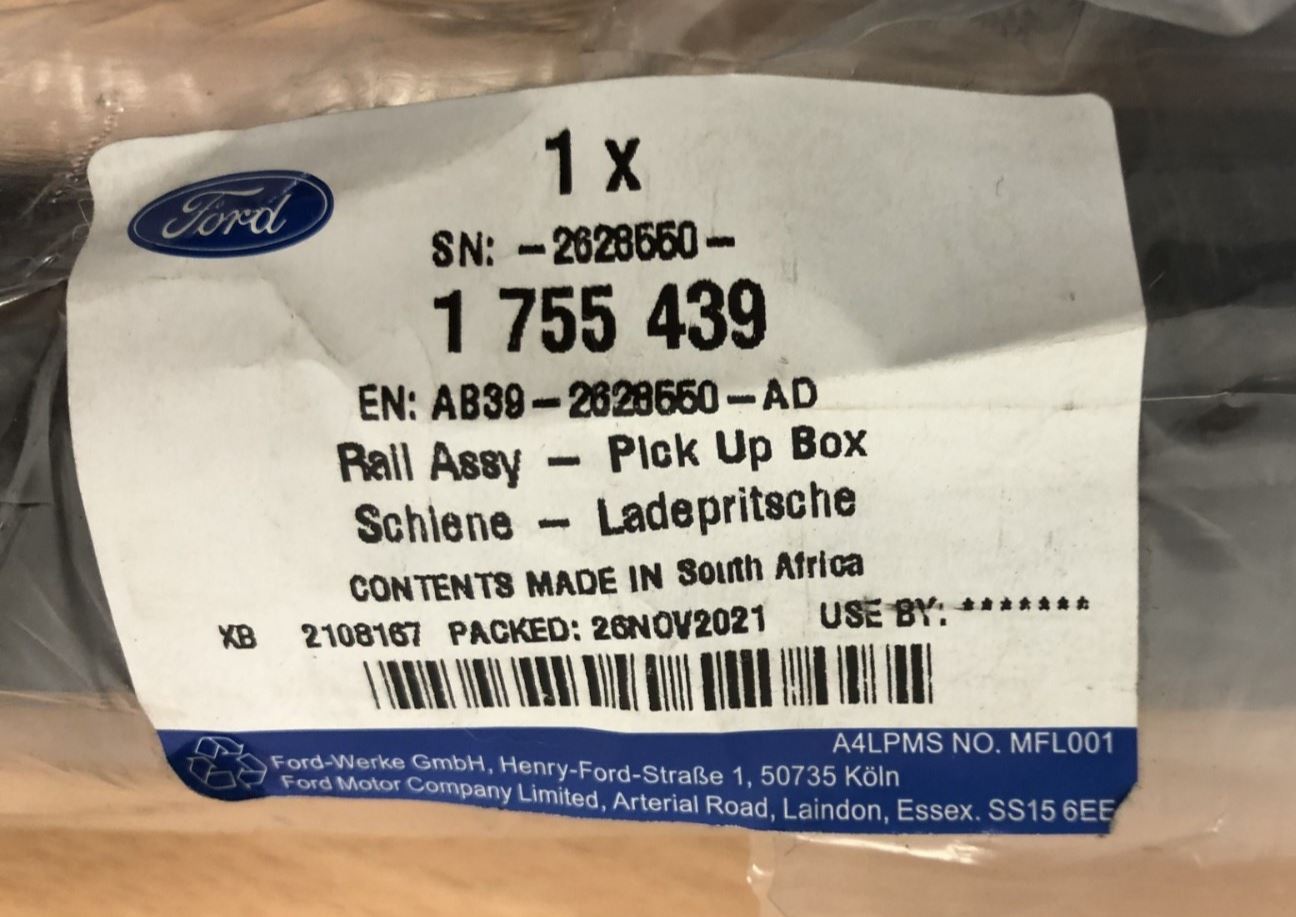 Ford
1 x
SN: -2628550-
1 755 439
EN: AB39-2628550-AD
Rail Assy - Pick Up Box
Schiene - Ladepritsche
CONTENTS MADE IN South Africa
XB 2108167 PACKED: 26NOV2021 USE BY: *******
A4LPMS NO. MFL001
Ford-Werke GmbH, Henry-Ford-Straße 1, 50735 Köln
Ford Motor Company Limited, Arterial Road, Laindon, Essex. SS15 6EE